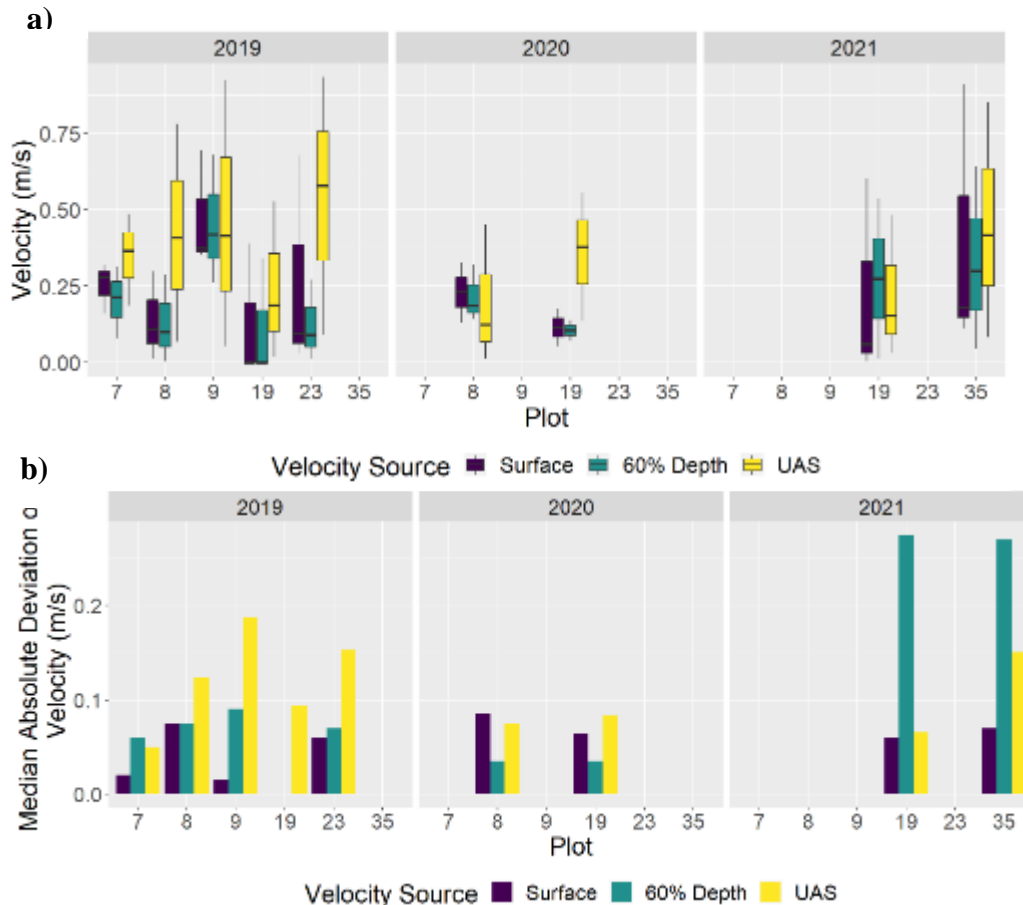 a)
2019 2020 2021
Velocity (m/s)
0.75
0.50
0.25
0.00
7 8 9 19 23 35 7 8 9 19 23 35 7 8 9 19 23 35
Plot
Velocity Source Surface 60% Depth UAS
b)
2019 2020 2021
Median Absolute Deviation o
Velocity (m/s)
0.2
0.1
0.0
7 8 9 19 23 35 7 8 9 19 23 35 7 8 9 19 23 35
Plot
Velocity Source Surface 60% Depth UAS